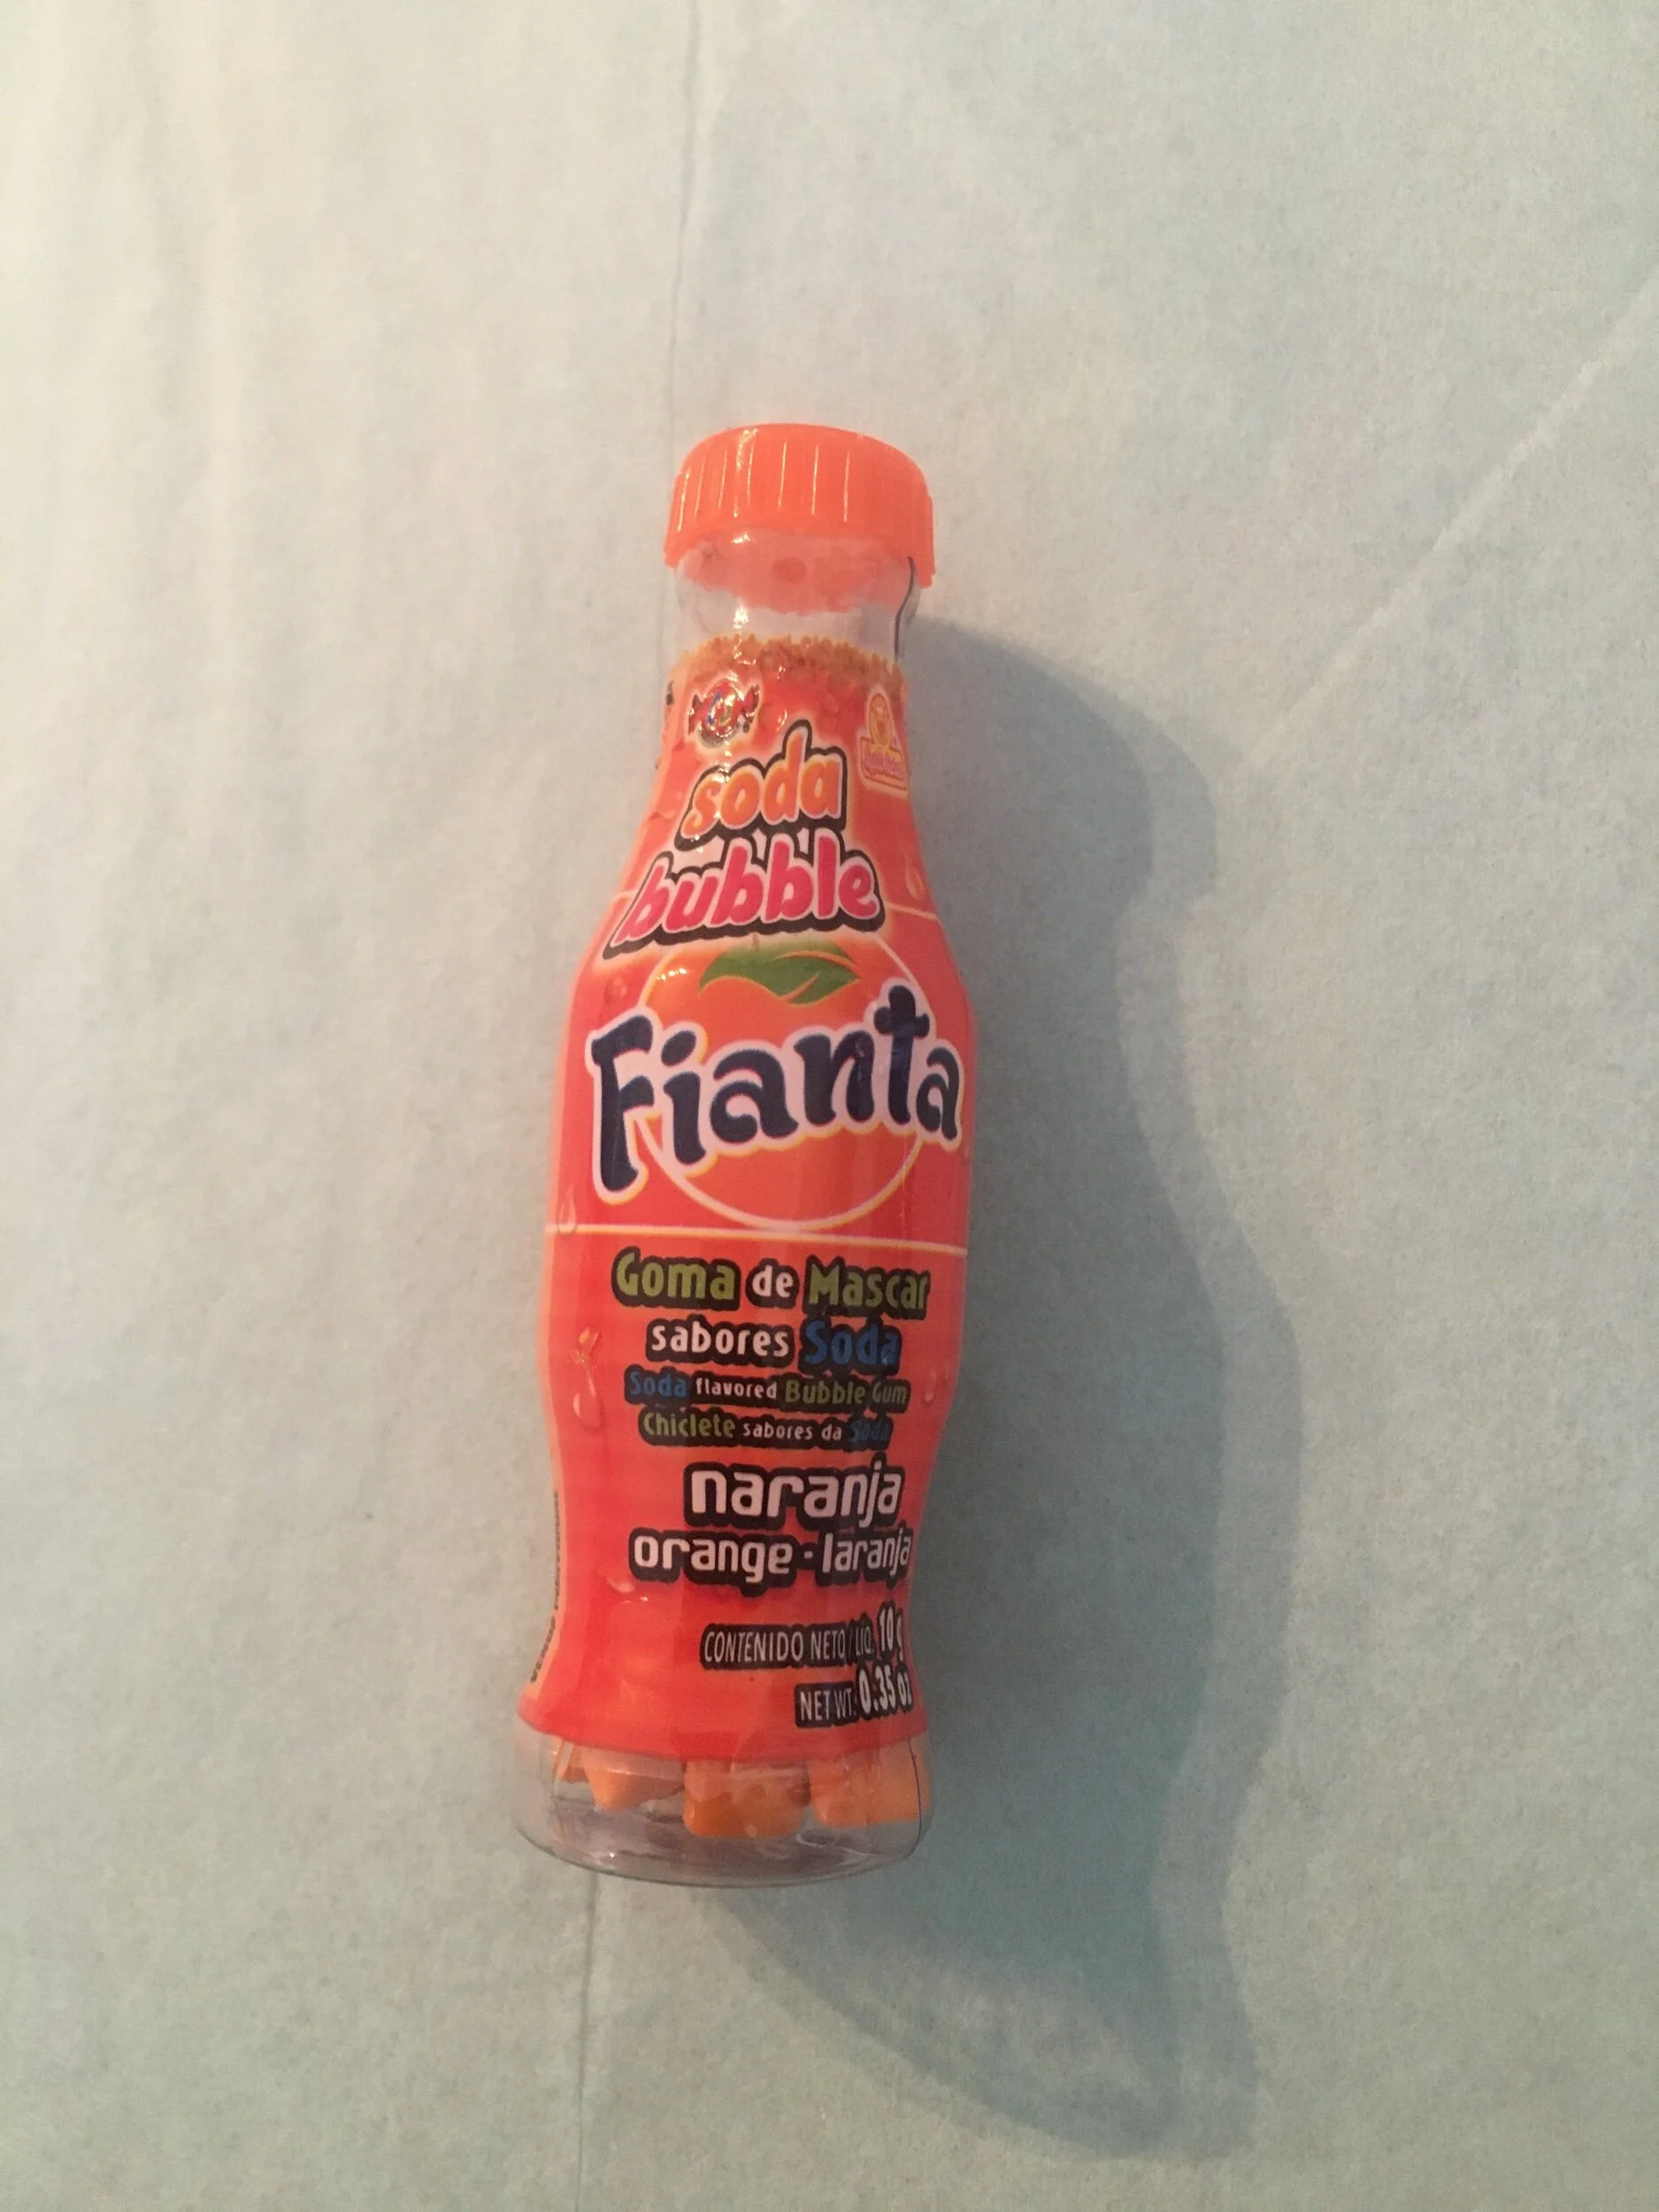 soda
bubble
Fianta
Goma de Mascar
sabores Soda
Soda flavored Bubble Gum
Chiclete sabores da Soda
naranja
orange - laranja
CONTENIDO NETO/LIQ. 10g
NET WT. 0.35 oz